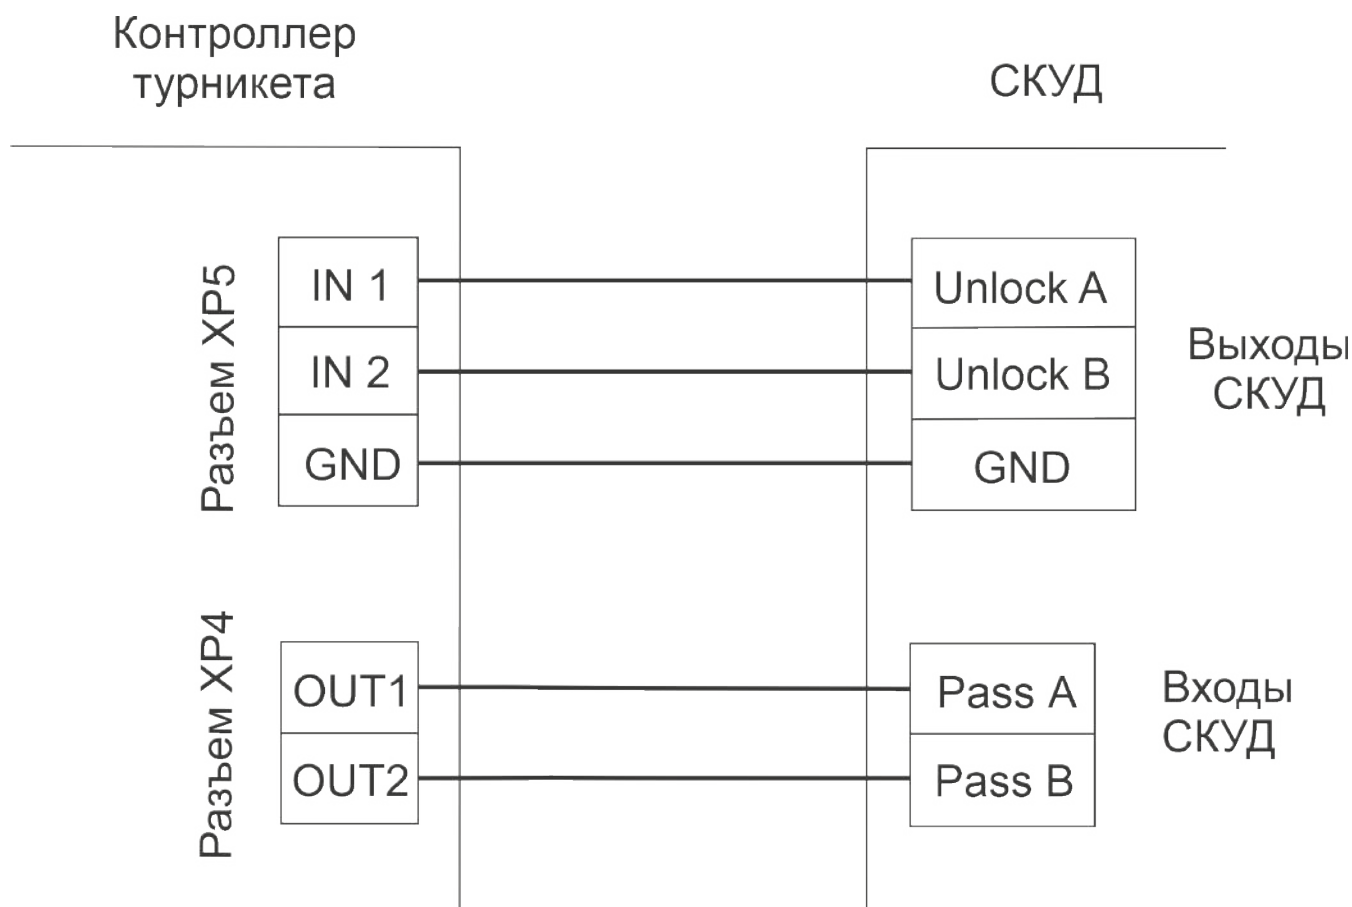 Контроллер
турникета
СКУД
Разъем XP5
IN 1
IN 2
GND
Unlock A
Unlock B
GND
Выходы
СКУД
Разъем XP4
OUT1
OUT2
Pass A
Pass B
Входы
СКУД